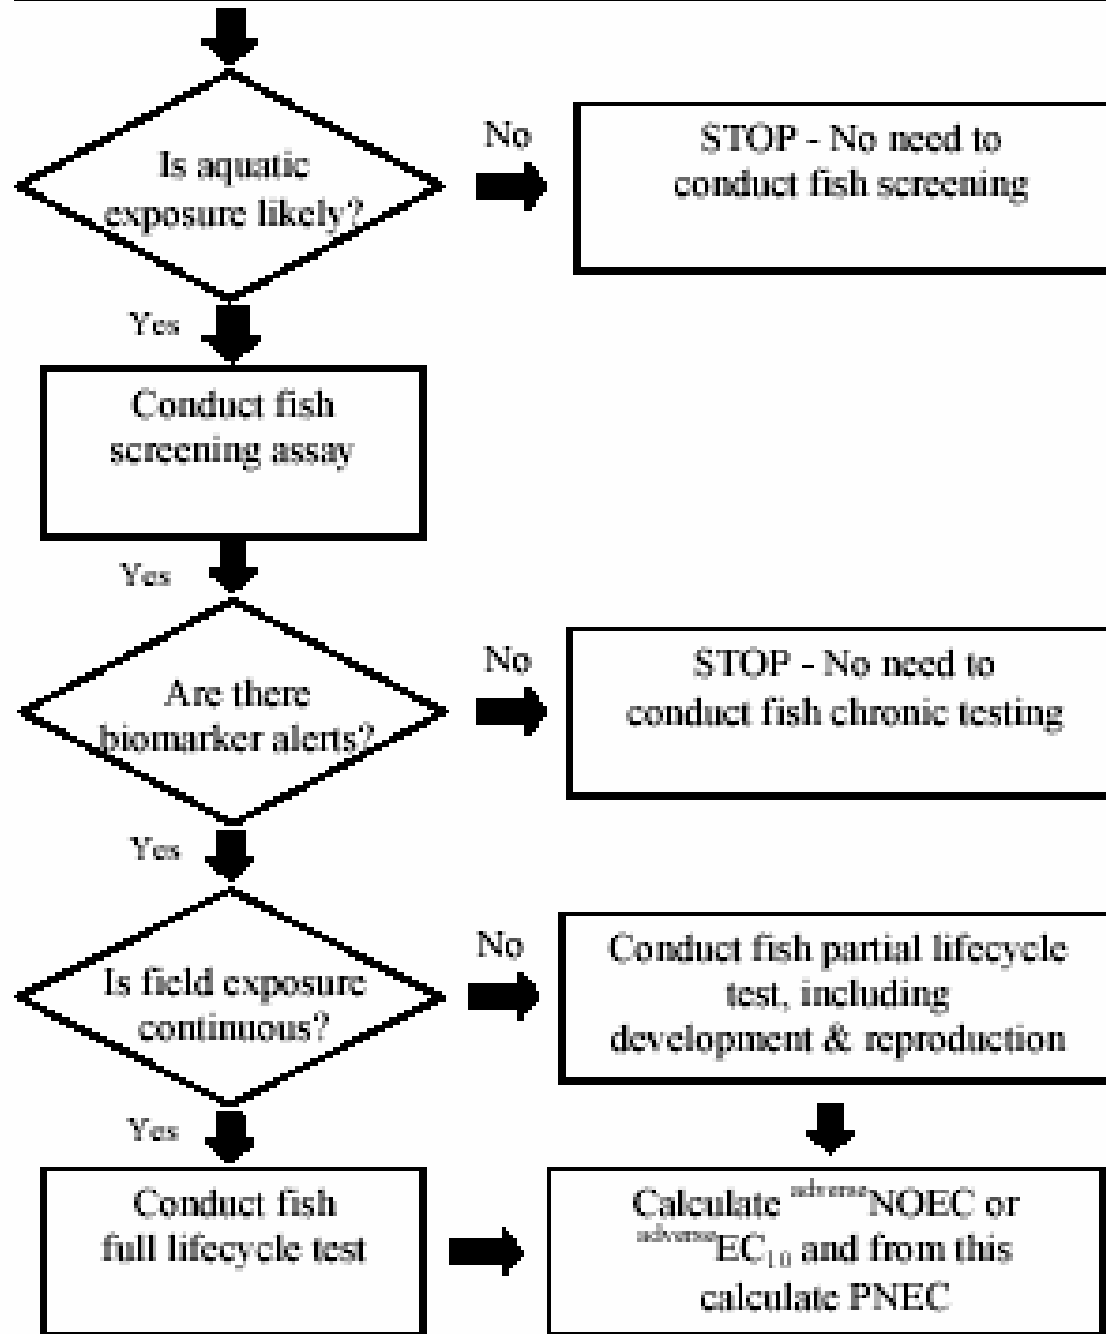 Is aquatic
exposure likely?
No
STOP - No need to
conduct fish screening
Yes
Conduct fish
screening assay
Yes
Are there
biomarker alerts?
No
STOP - No need to
conduct fish chronic testing
Yes
Is field exposure
continuous?
No
Conduct fish partial lifecycle
test, including
development & reproduction
Yes
Conduct fish
full lifecycle test
Calculate adverseNOEC or
adverseEC10 and from this
calculate PNEC